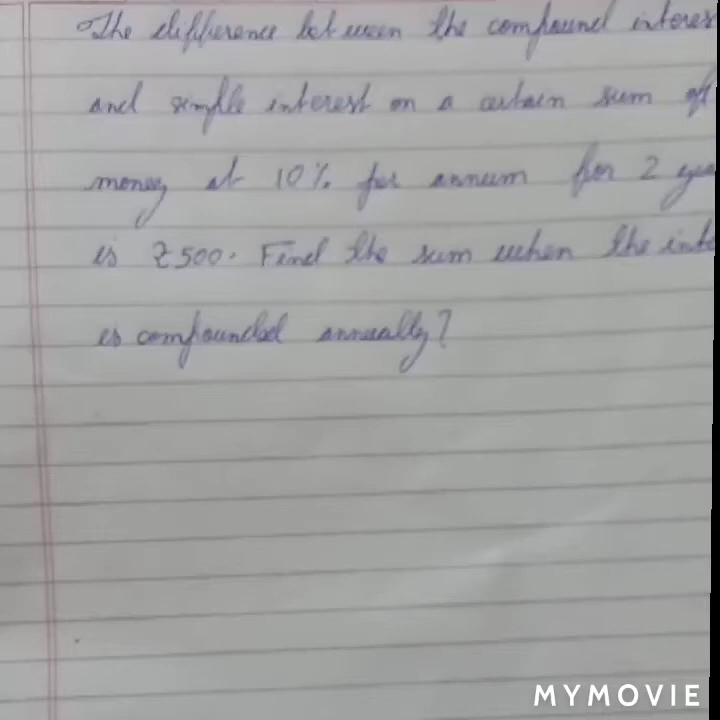 The difference between the compound interes
and simple interest on a certain sum of
money at 10% per annum for 2 yea
is ₹500. Find the sum when the inte
is compounded annually?
MYMOVIE